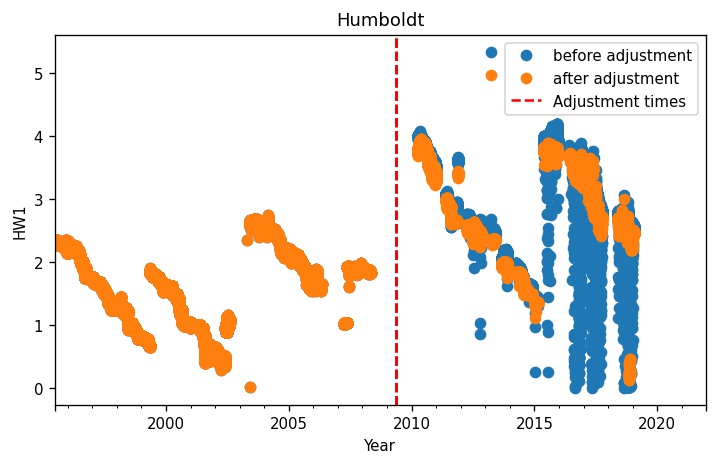 Humboldt
before adjustment
after adjustment
Adjustment times
HW1
5
4
3
2
1
0
2000
2005
2010
2015
2020
Year